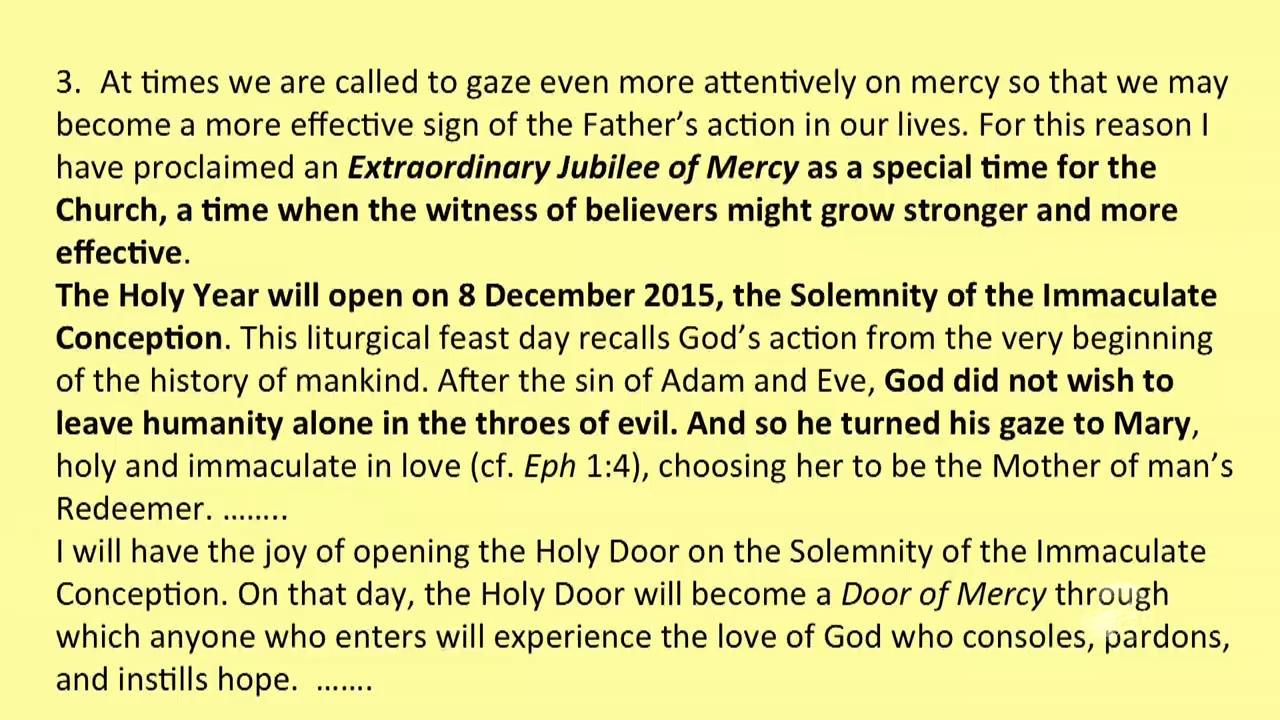 3.  At times we are called to gaze even more attentively on mercy so that we may
become a more effective sign of the Father’s action in our lives. For this reason I
have proclaimed an Extraordinary Jubilee of Mercy as a special time for the
Church, a time when the witness of believers might grow stronger and more
effective.
The Holy Year will open on 8 December 2015, the Solemnity of the Immaculate
Conception. This liturgical feast day recalls God’s action from the very beginning
of the history of mankind. After the sin of Adam and Eve, God did not wish to
leave humanity alone in the throes of evil. And so he turned his gaze to Mary,
holy and immaculate in love (cf. Eph 1:4), choosing her to be the Mother of man’s
Redeemer. ........
I will have the joy of opening the Holy Door on the Solemnity of the Immaculate
Conception. On that day, the Holy Door will become a Door of Mercy through
which anyone who enters will experience the love of God who consoles, pardons,
and instills hope.  .......